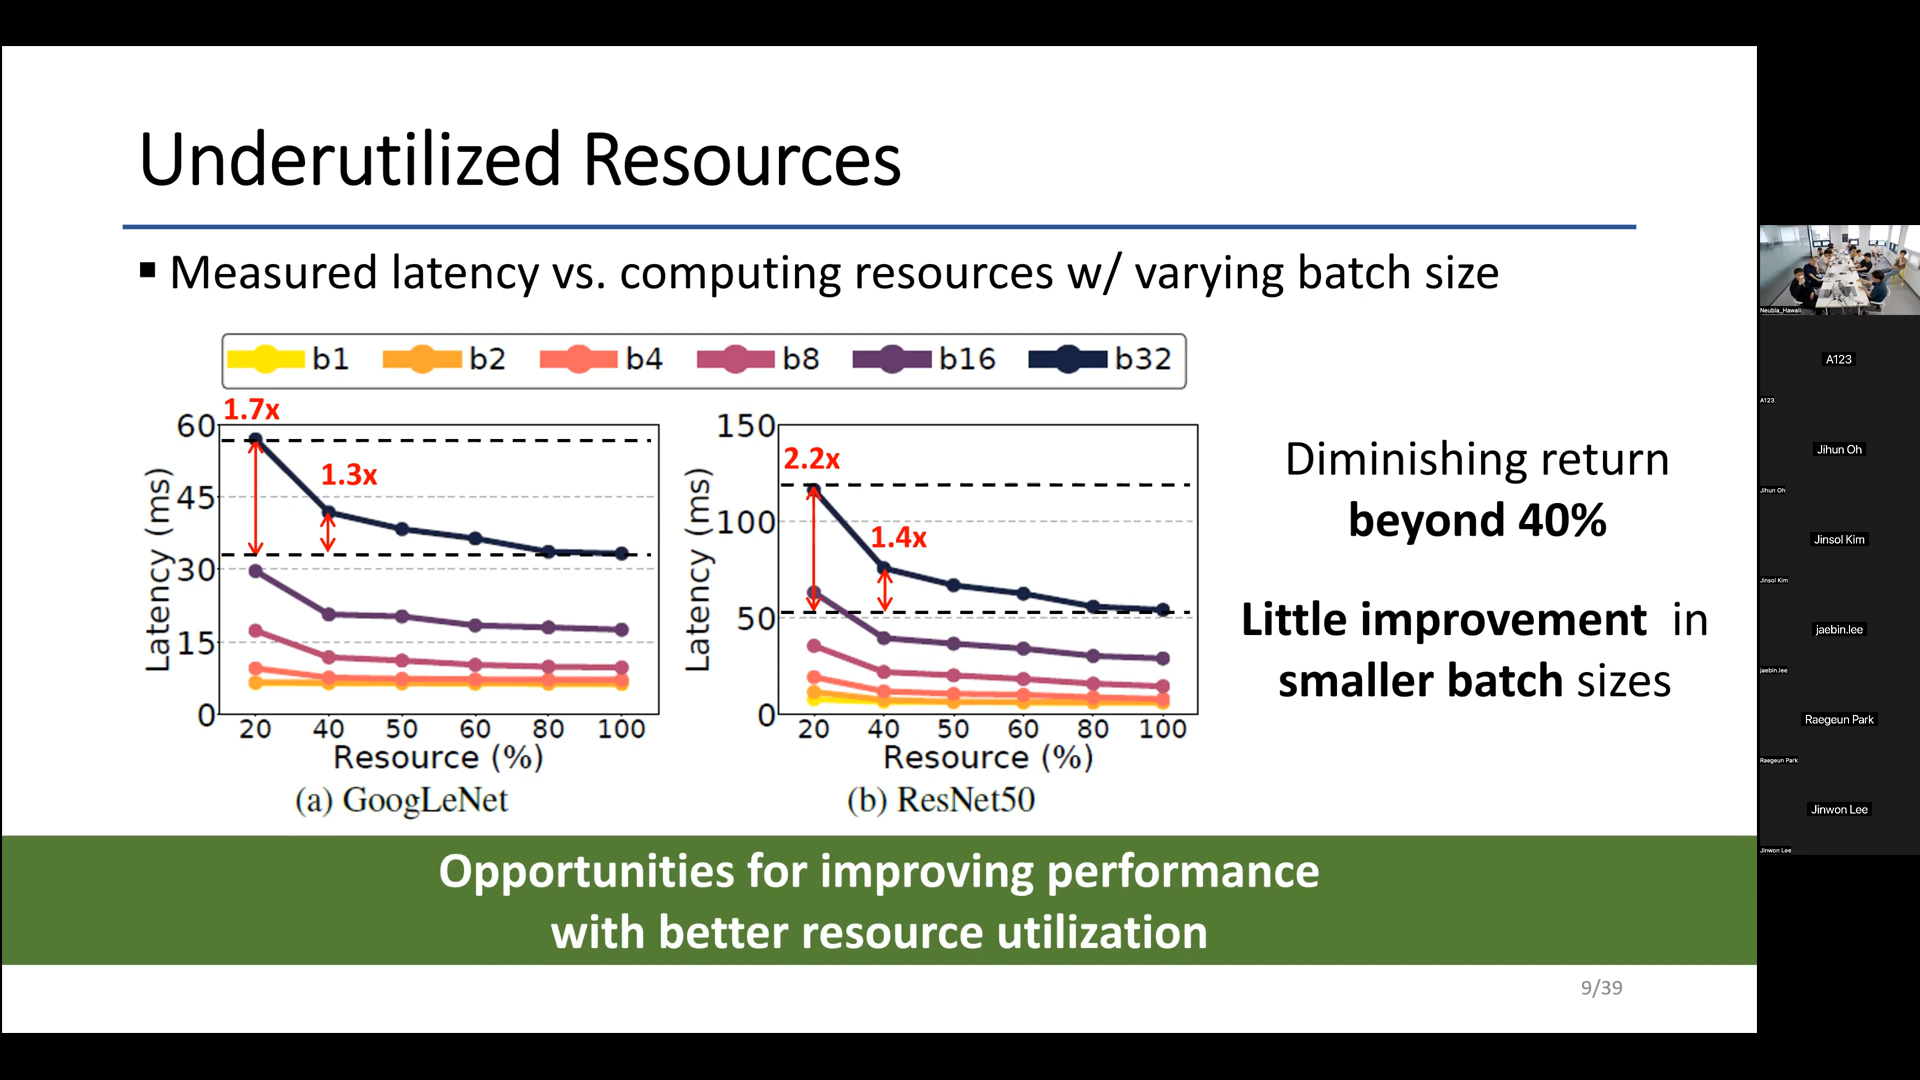 Underutilized Resources
▪ Measured latency vs. computing resources w/ varying batch size
b1 b2 b4 b8 b16 b32
1.7x
1.3x
60
45
30
15
0
Latency (ms)
20 40 50 60 80 100
Resource (%)
(a) GoogLeNet
2.2x
1.4x
150
100
50
0
Latency (ms)
20 40 50 60 80 100
Resource (%)
(b) ResNet50
Diminishing return
beyond 40%
Little improvement in
smaller batch sizes
Opportunities for improving performance
with better resource utilization
9/39
Neubla_Hawaii
A123
A123
Jihun Oh
Jihun Oh
Jinsol Kim
Jinsol Kim
jaebin.lee
jaebin.lee
Raegeun Park
Raegeun Park
Jinwon Lee
Jinwon Lee